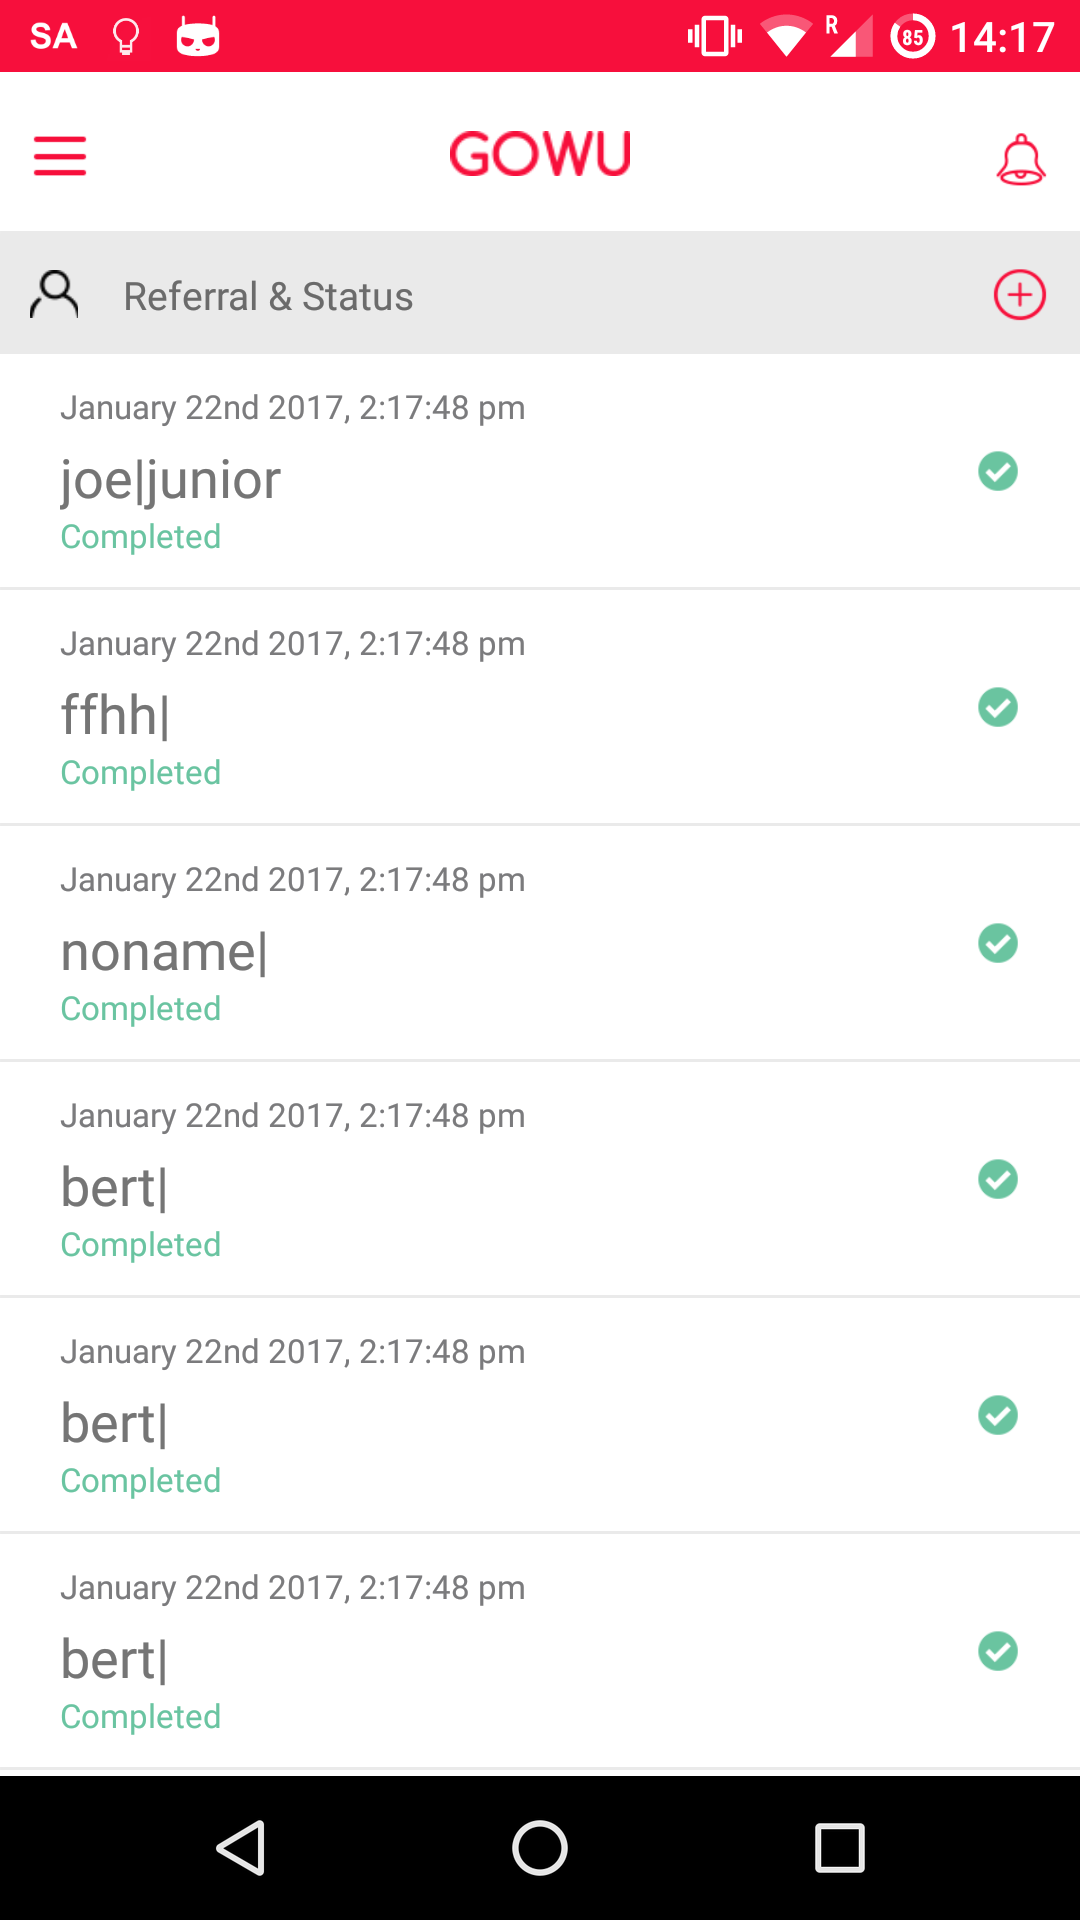 SA R 85 14:17
GOWU
Referral & Status
January 22nd 2017, 2:17:48 pm
joe|junior
Completed
January 22nd 2017, 2:17:48 pm
ffhh|
Completed
January 22nd 2017, 2:17:48 pm
noname|
Completed
January 22nd 2017, 2:17:48 pm
bert|
Completed
January 22nd 2017, 2:17:48 pm
bert|
Completed
January 22nd 2017, 2:17:48 pm
bert|
Completed